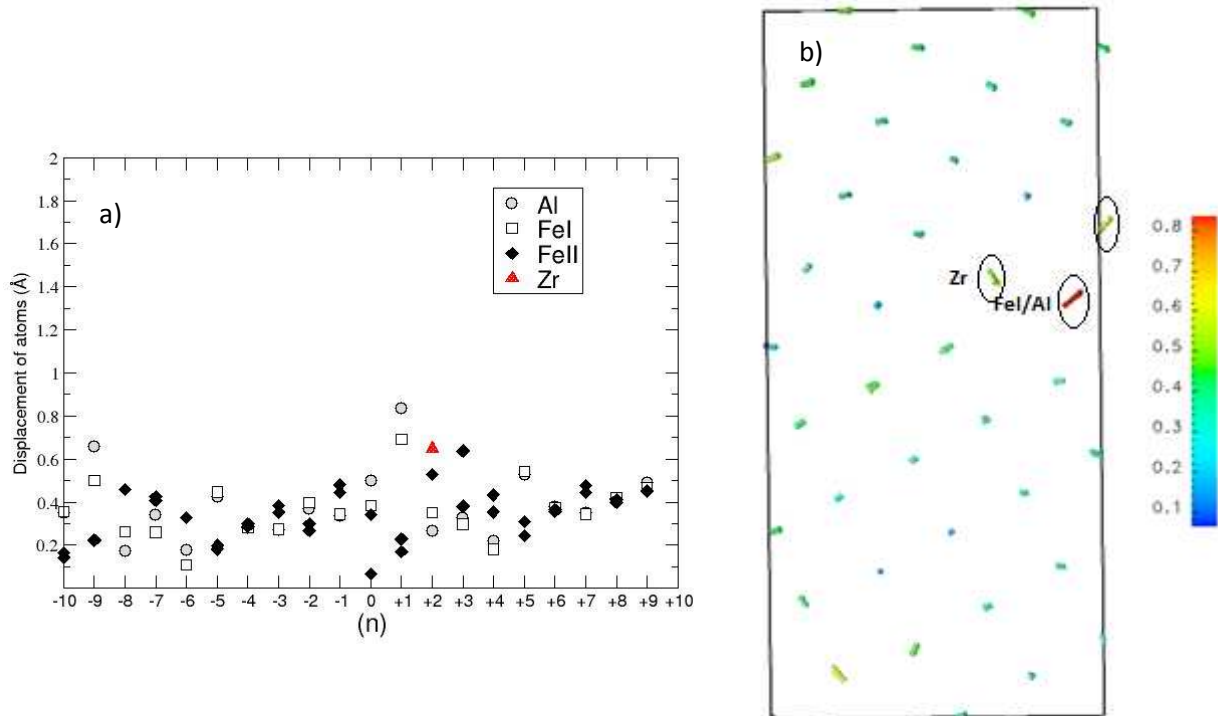 a)
Displacement of atoms (Å)
2
1.8
1.6
1.4
1.2
1
0.8
0.6
0.4
0.2
Al
FeI
FeII
Zr
-10 -9 -8 -7 -6 -5 -4 -3 -2 -1 0 +1 +2 +3 +4 +5 +6 +7 +8 +9 +10
(n)
b)
Zr
FeI/Al
0.8
0.7
0.6
0.5
0.4
0.3
0.2
0.1